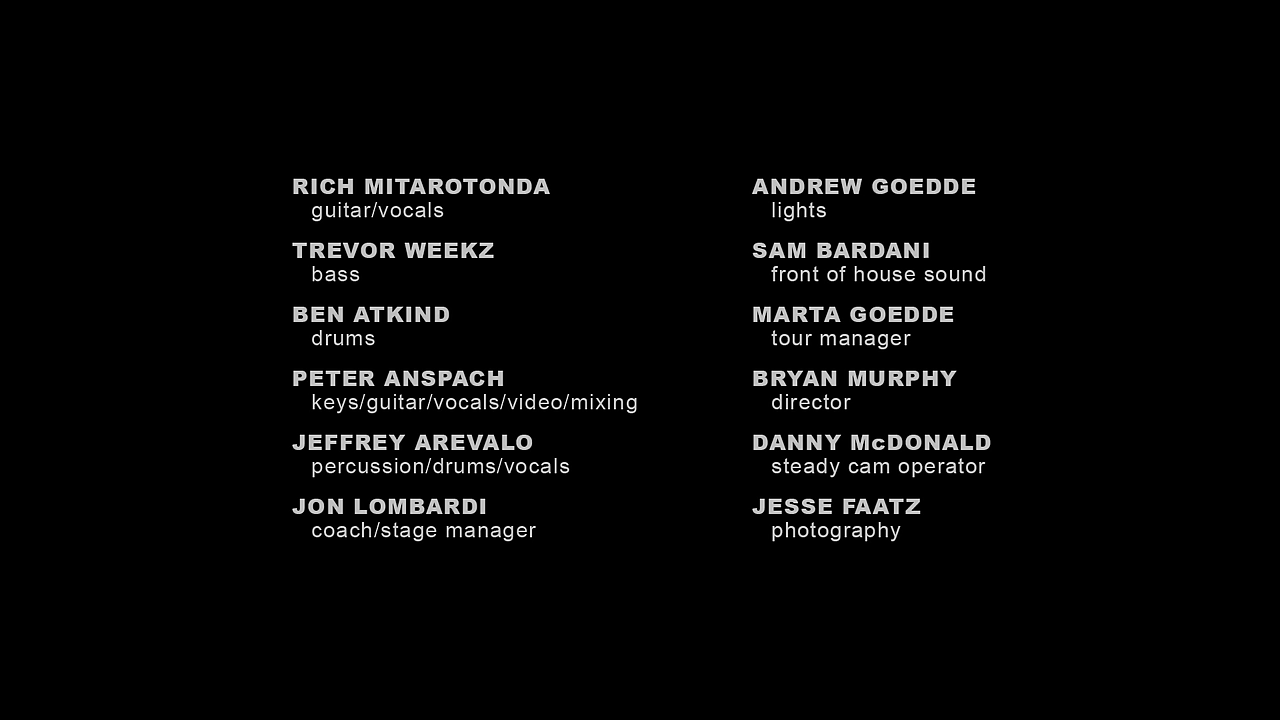 RICH MITAROTONDA
guitar/vocals
TREVOR WEEKZ
bass
BEN ATKIND
drums
PETER ANSPACH
keys/guitar/vocals/video/mixing
JEFFREY AREVALO
percussion/drums/vocals
JON LOMBARDI
coach/stage manager
ANDREW GOEDDE
lights
SAM BARDANI
front of house sound
MARTA GOEDDE
tour manager
BRYAN MURPHY
director
DANNY McDONALD
steady cam operator
JESSE FAATZ
photography